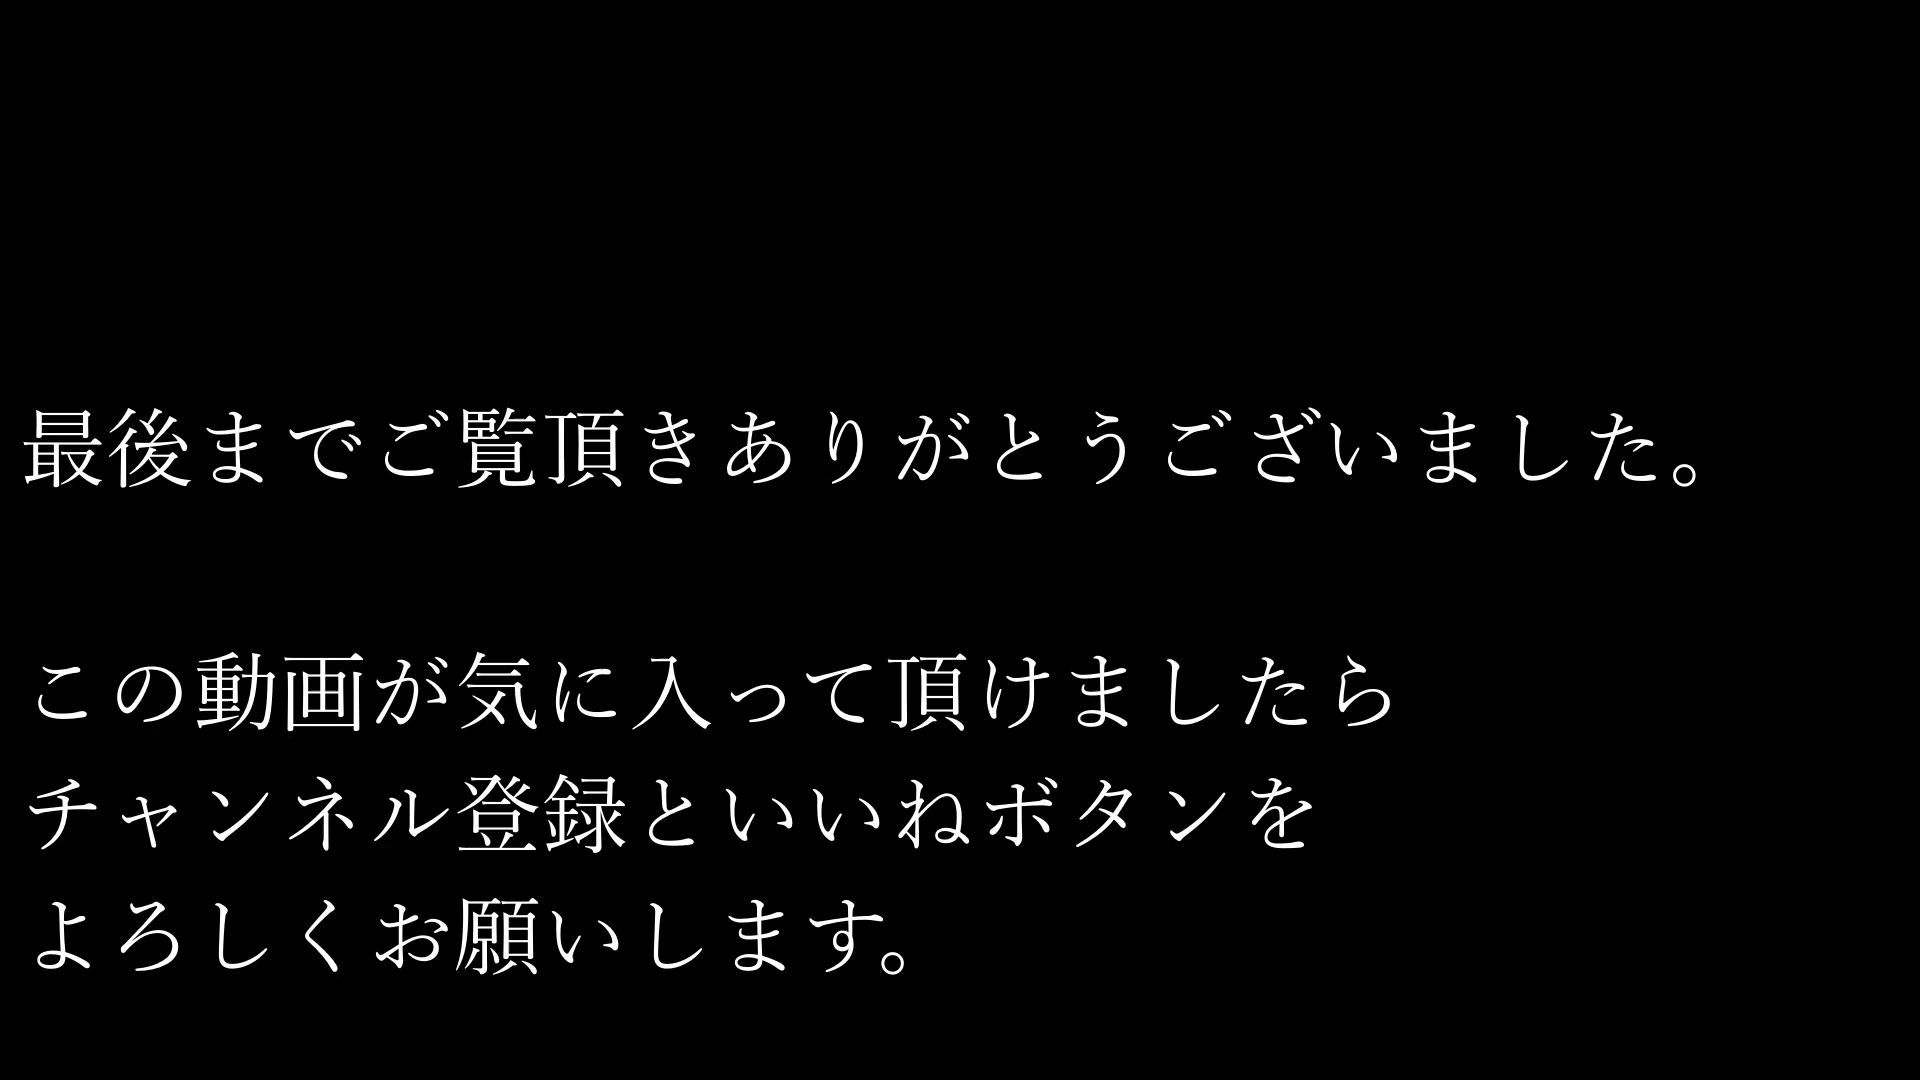 最後までご覧頂きありがとうございました。
この動画が気に入って頂けましたら
チャンネル登録といいねボタンを
よろしくお願いします。